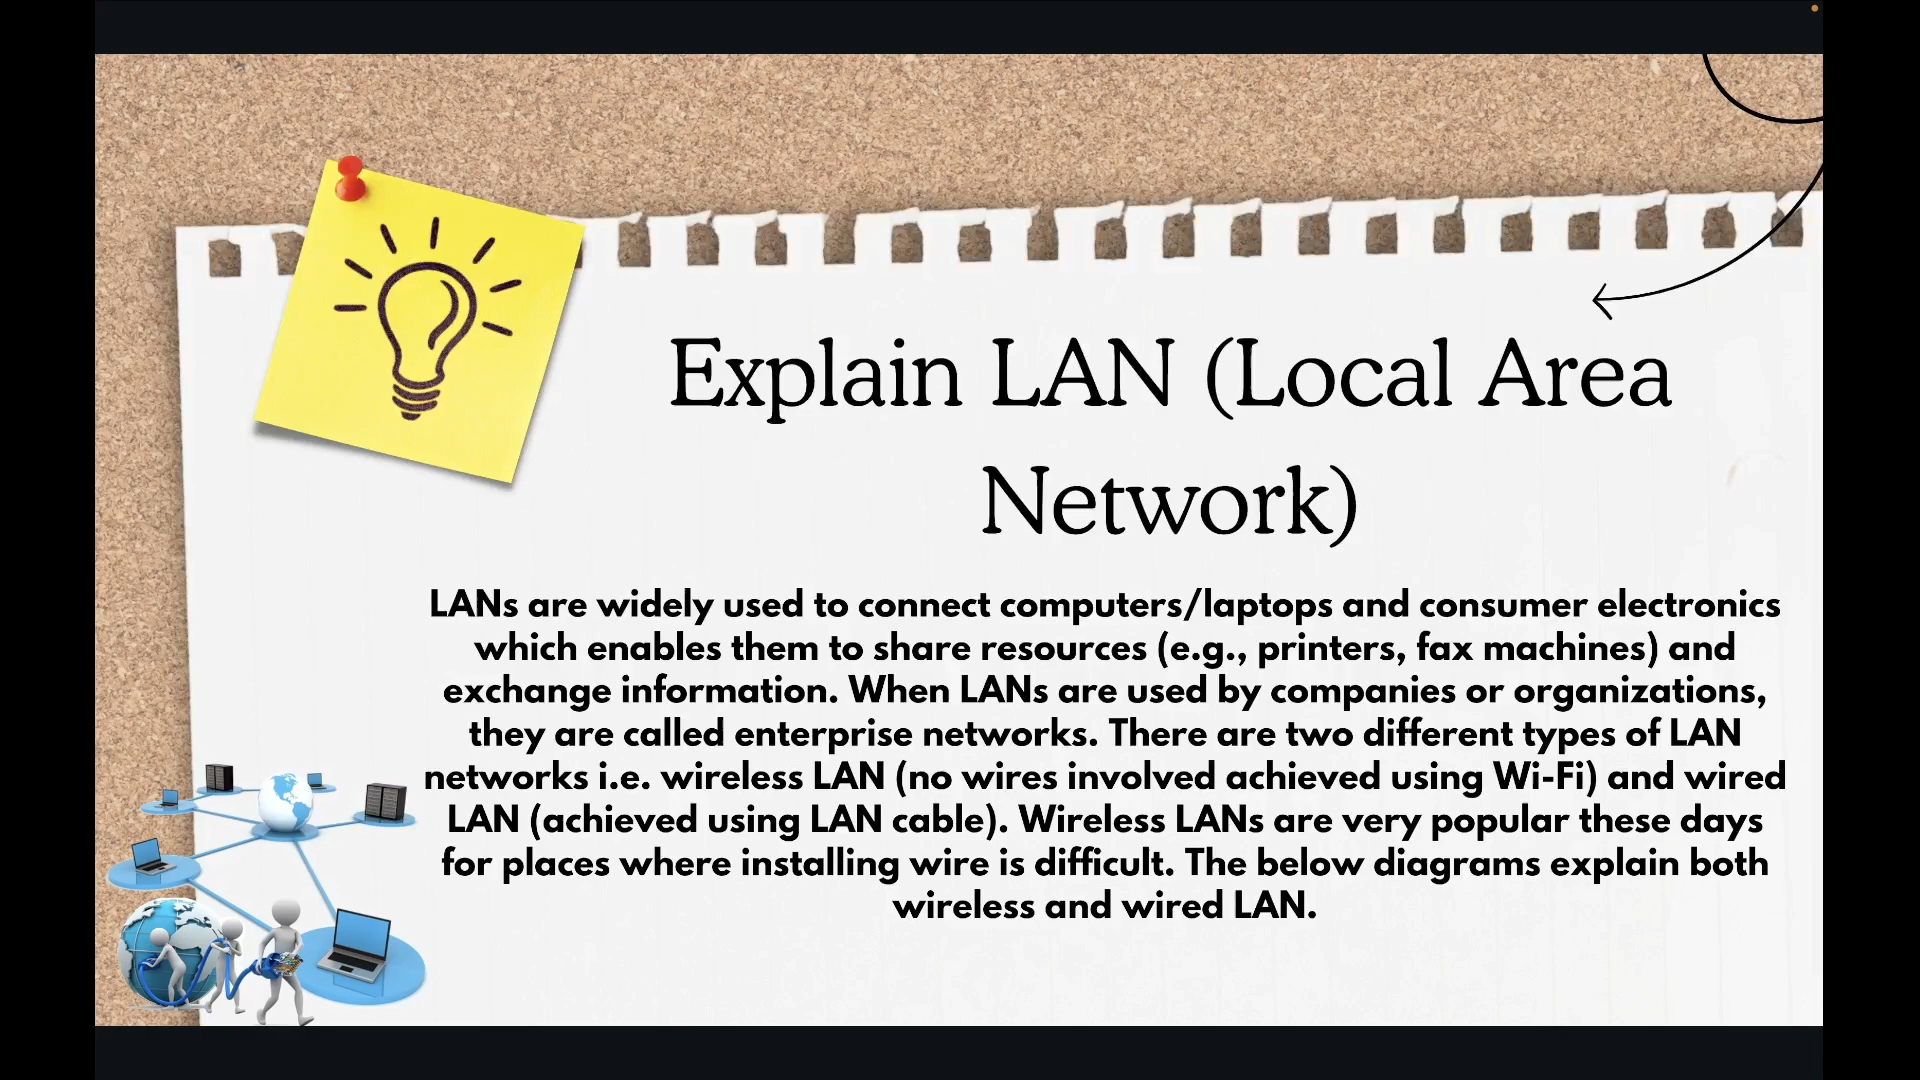 Explain LAN (Local Area
Network)
LANs are widely used to connect computers/laptops and consumer electronics
which enables them to share resources (e.g., printers, fax machines) and
exchange information. When LANs are used by companies or organizations,
they are called enterprise networks. There are two different types of LAN
networks i.e. wireless LAN (no wires involved achieved using Wi-Fi) and wired
LAN (achieved using LAN cable). Wireless LANs are very popular these days
for places where installing wire is difficult. The below diagrams explain both
wireless and wired LAN.